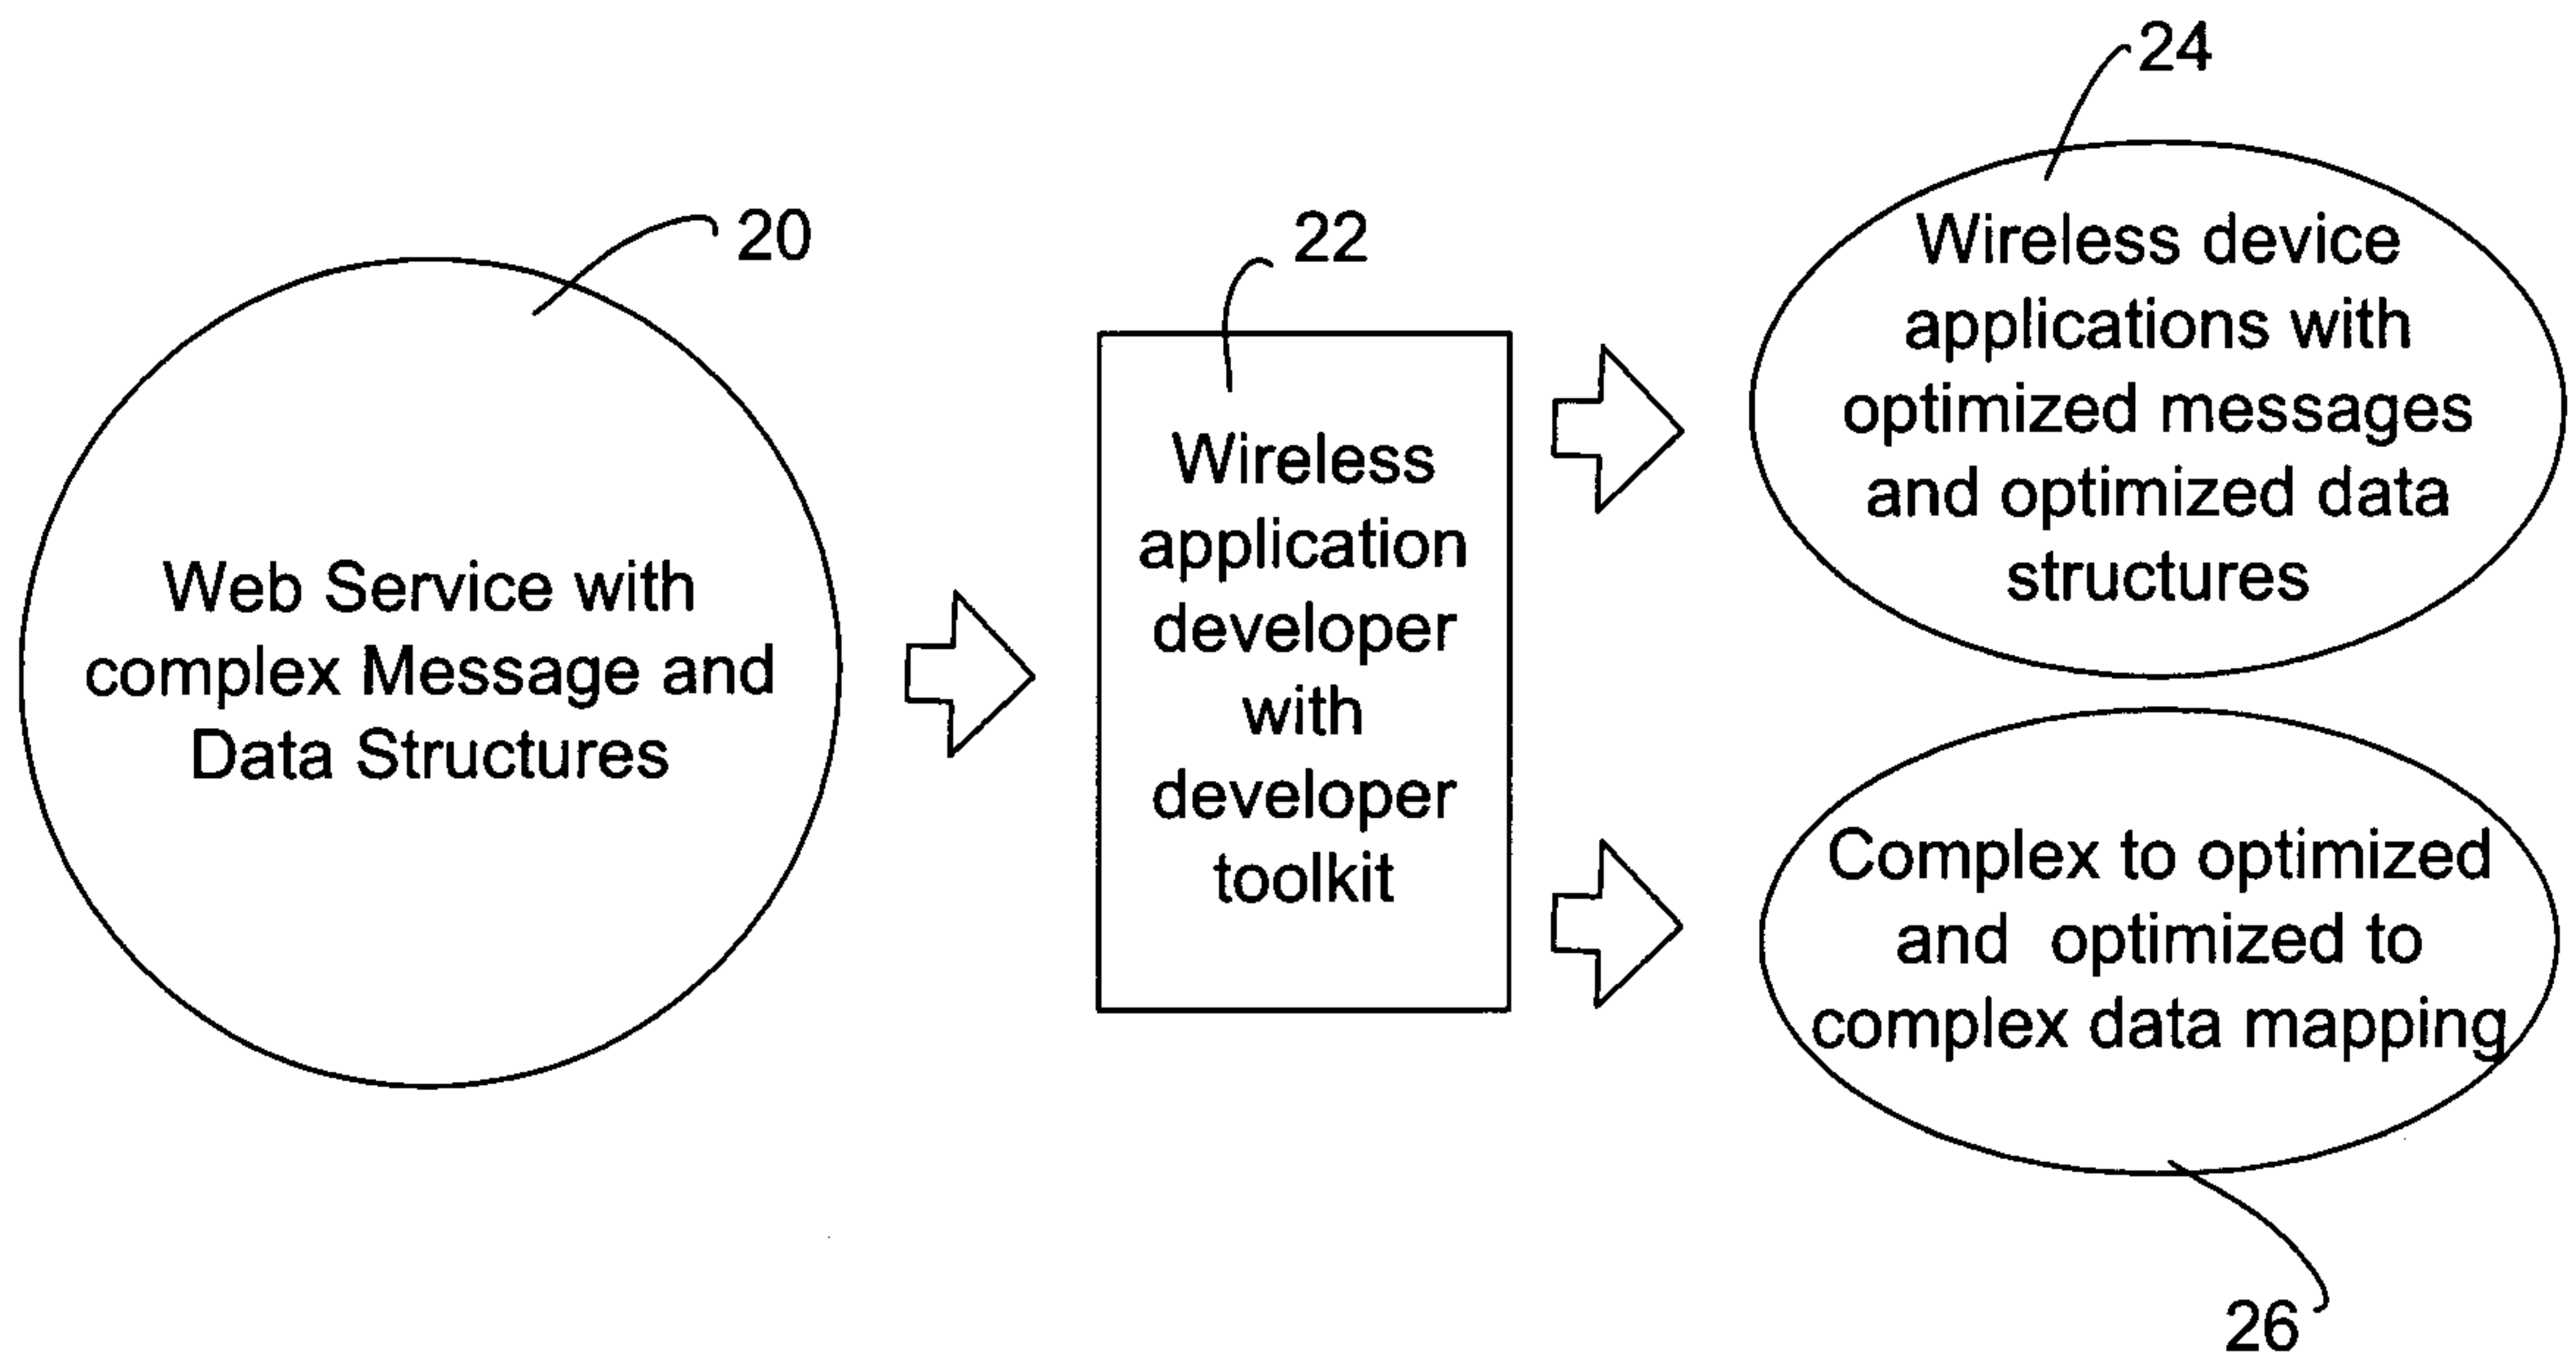 20
Web Service with
complex Message and
Data Structures
22
Wireless
application
developer
with
developer
toolkit
24
Wireless device
applications with
optimized messages
and optimized data
structures
Complex to optimized
and optimized to
complex data mapping
26